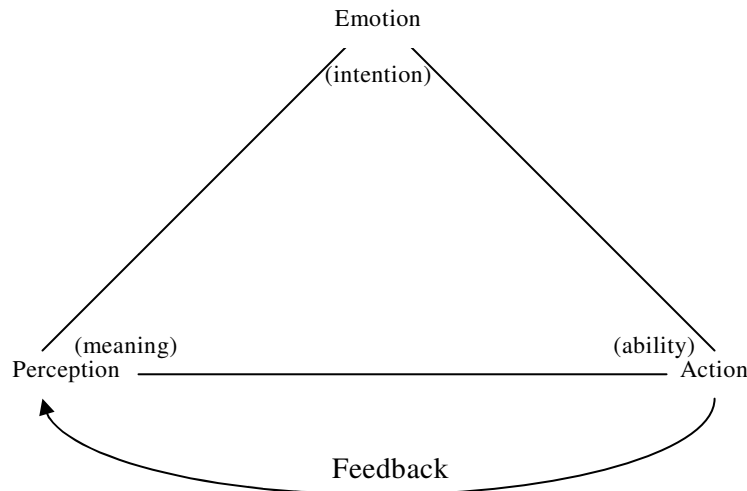 Emotion
(intention)
(meaning)
(ability)
Perception
Action
Feedback